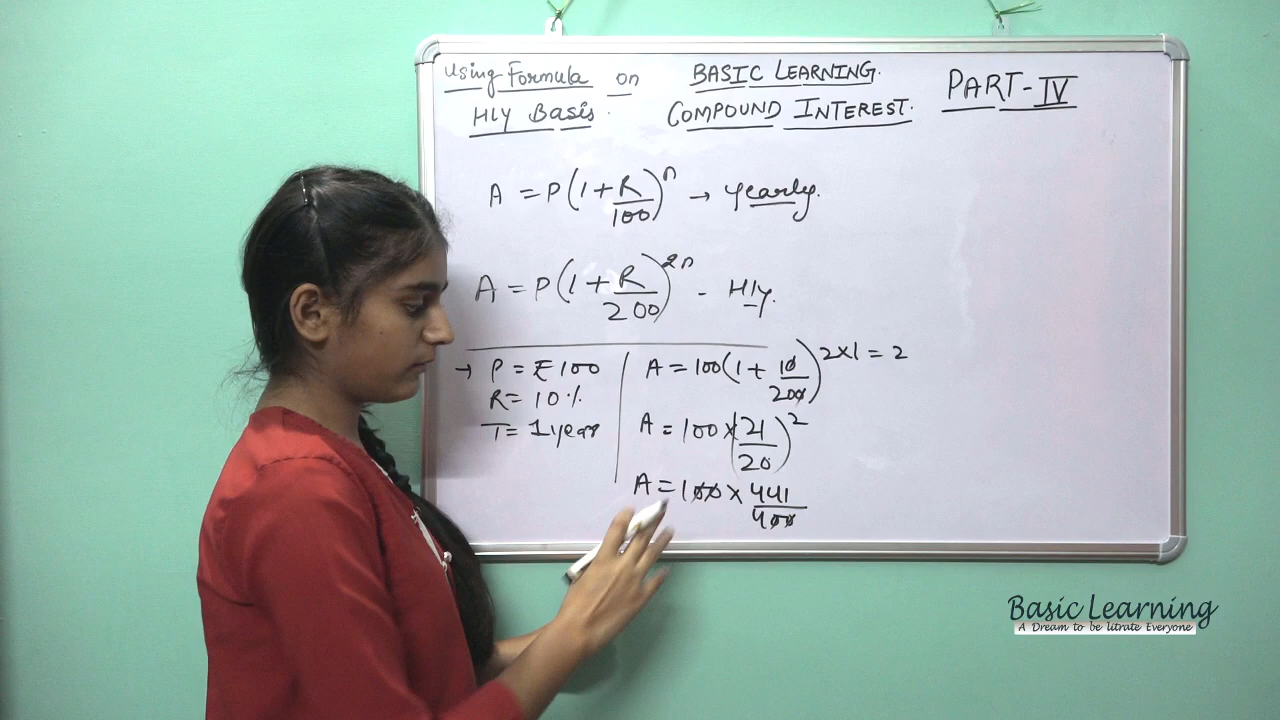 Using Formula on
HLY Basis.
BASIC LEARNING.
COMPOUND INTEREST.
PART-IV
A = P(1+R/100)^n → yearly.
A = P(1+R/200)^2n - Hly.
→ P = ₹100
R = 10%
T = 1 year
A = 100(1+10/200)^2×1 = 2
A = 100×(21/20)^2
A = 100×441/400
Basic Learning
A Dream to be litrate Everyone